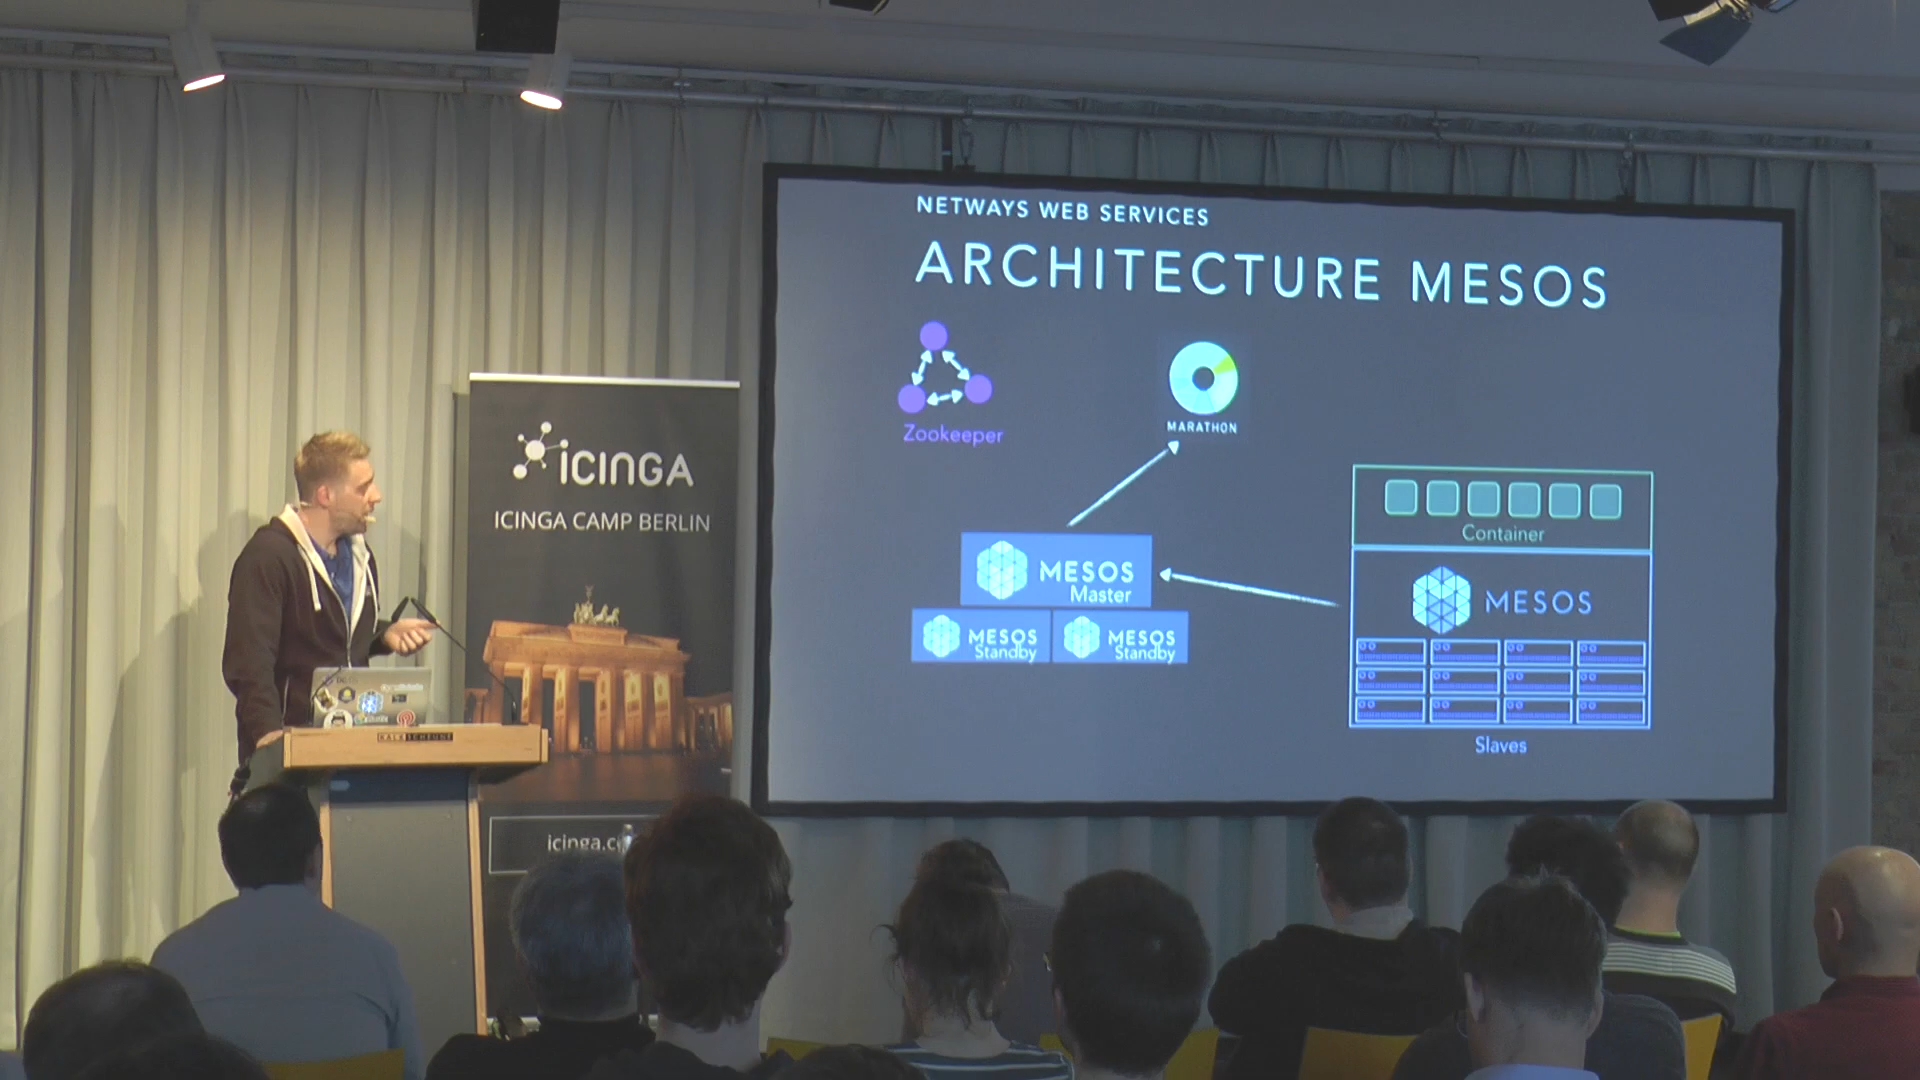 NETWAYS WEB SERVICES
ARCHITECTURE MESOS
Zookeeper
MARATHON
MESOS
Master
MESOS
Standby
MESOS
Standby
Container
MESOS
Slaves
ICINGA
ICINGA CAMP BERLIN
KALKSCHEUNE